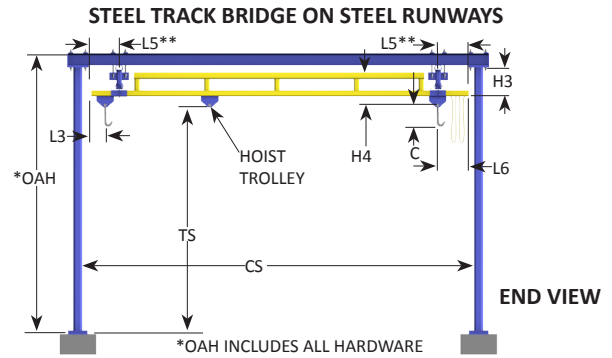 STEEL TRACK BRIDGE ON STEEL RUNWAYS
L5**
L5**
H3
L3
HOIST
TROLLEY
H4
C
L6
*OAH
TS
CS
END VIEW
*OAH INCLUDES ALL HARDWARE